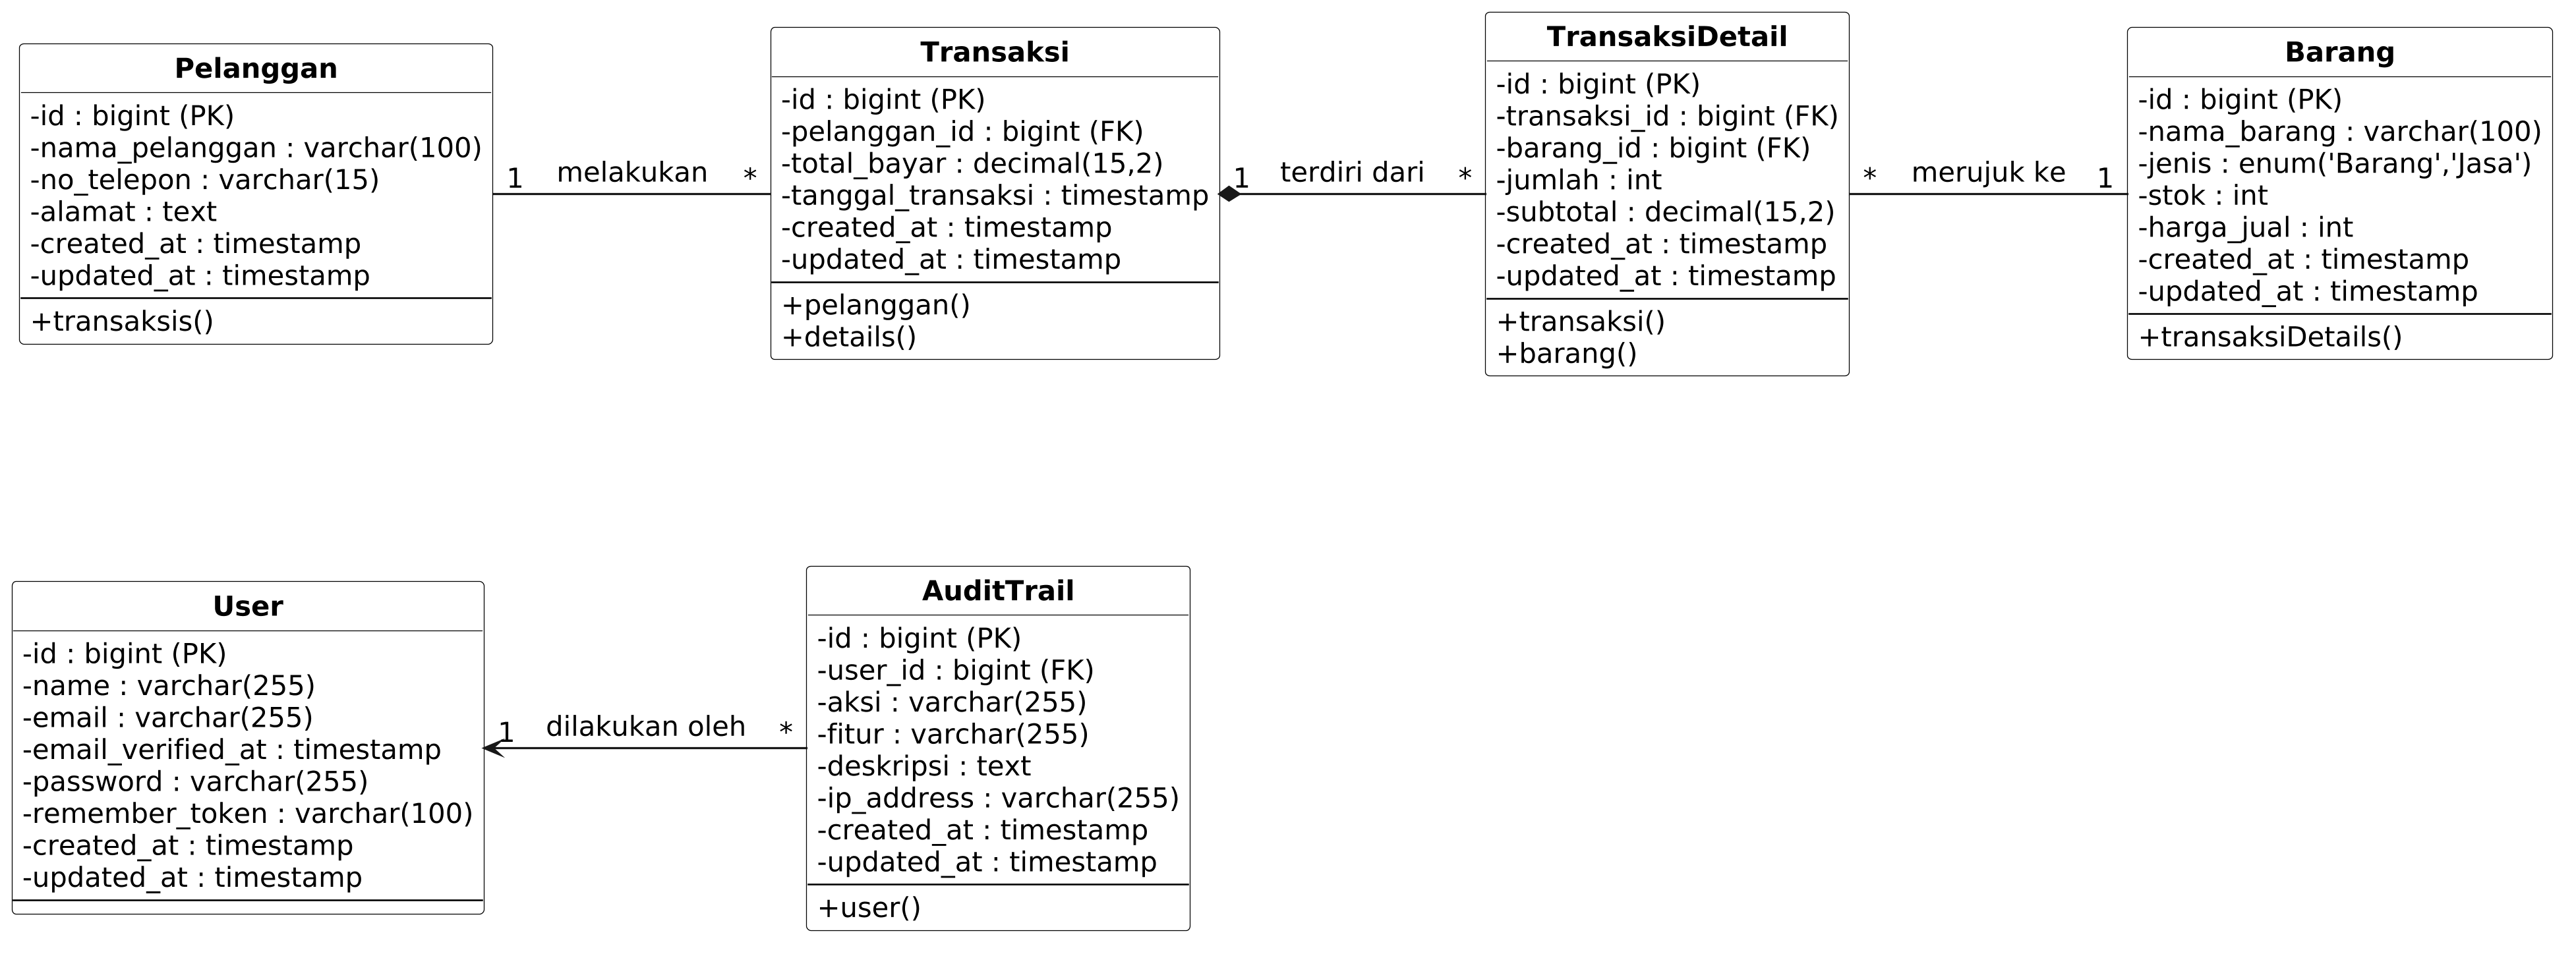 Pelanggan
-id : bigint (PK)
-nama_pelanggan : varchar(100)
-no_telepon : varchar(15)
-alamat : text
-created_at : timestamp
-updated_at : timestamp
+transaksis()
1 melakukan *
Transaksi
-id : bigint (PK)
-pelanggan_id : bigint (FK)
-total_bayar : decimal(15,2)
-tanggal_transaksi : timestamp
-created_at : timestamp
-updated_at : timestamp
+pelanggan()
+details()
1 terdiri dari *
TransaksiDetail
-id : bigint (PK)
-transaksi_id : bigint (FK)
-barang_id : bigint (FK)
-jumlah : int
-subtotal : decimal(15,2)
-created_at : timestamp
-updated_at : timestamp
+transaksi()
+barang()
* merujuk ke 1
Barang
-id : bigint (PK)
-nama_barang : varchar(100)
-jenis : enum('Barang','Jasa')
-stok : int
-harga_jual : int
-created_at : timestamp
-updated_at : timestamp
+transaksiDetails()
User
-id : bigint (PK)
-name : varchar(255)
-email : varchar(255)
-email_verified_at : timestamp
-password : varchar(255)
-remember_token : varchar(100)
-created_at : timestamp
-updated_at : timestamp
1 dilakukan oleh *
AuditTrail
-id : bigint (PK)
-user_id : bigint (FK)
-aksi : varchar(255)
-fitur : varchar(255)
-deskripsi : text
-ip_address : varchar(255)
-created_at : timestamp
-updated_at : timestamp
+user()